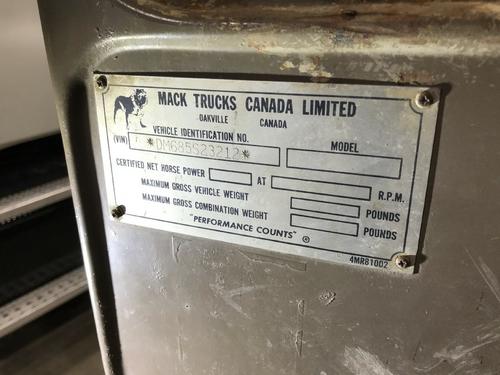 MACK TRUCKS CANADA LIMITED
OAKVILLE CANADA
VEHICLE IDENTIFICATION NO. MODEL
(VIN) *DM685S23212*
CERTIFIED NET HORSE POWER AT R.P.M.
MAXIMUM GROSS VEHICLE WEIGHT POUNDS
MAXIMUM GROSS COMBINATION WEIGHT POUNDS
"PERFORMANCE COUNTS" ®
4MR81002